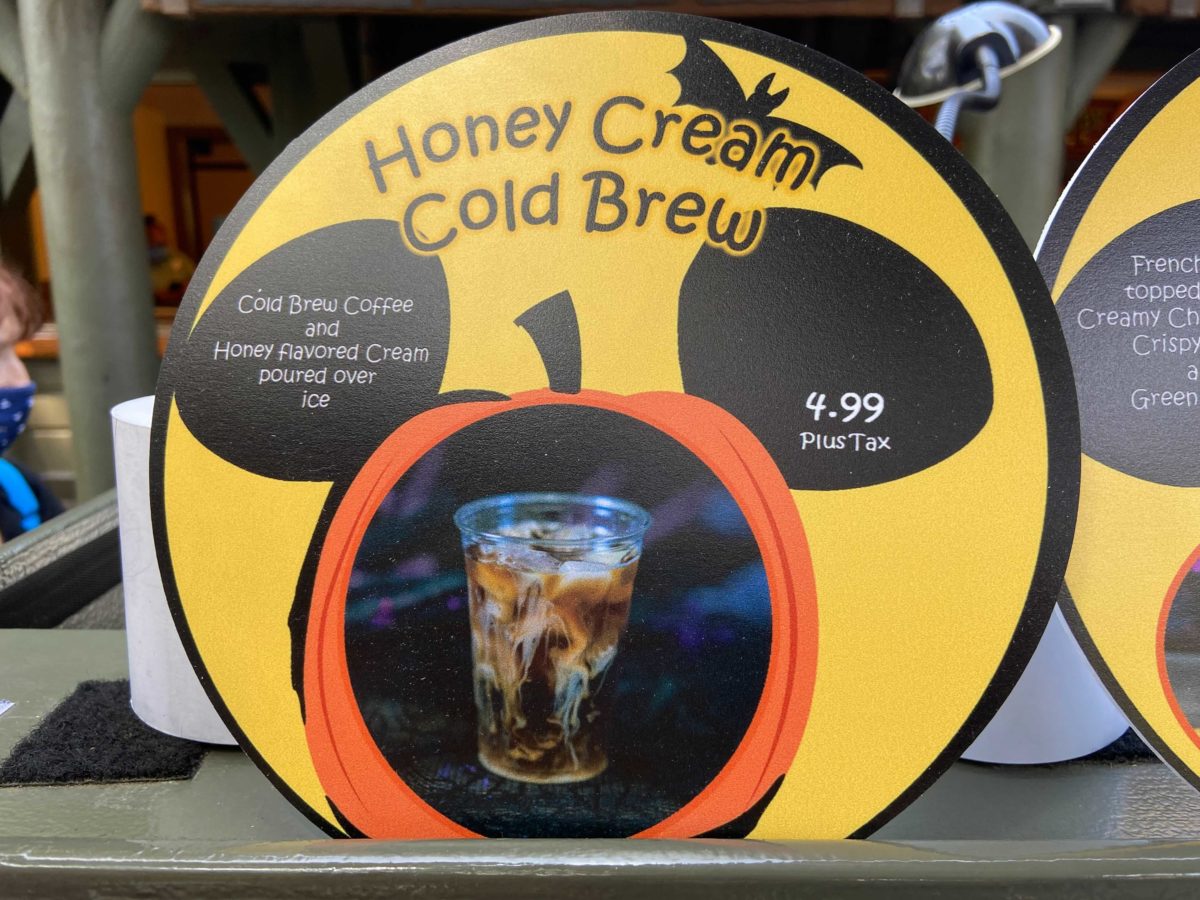 Honey Cream
Cold Brew
Cold Brew Coffee
and
Honey flavored Cream
poured over
ice
4.99
Plus Tax
French
topped
Creamy Ch
Crispy
a
Green